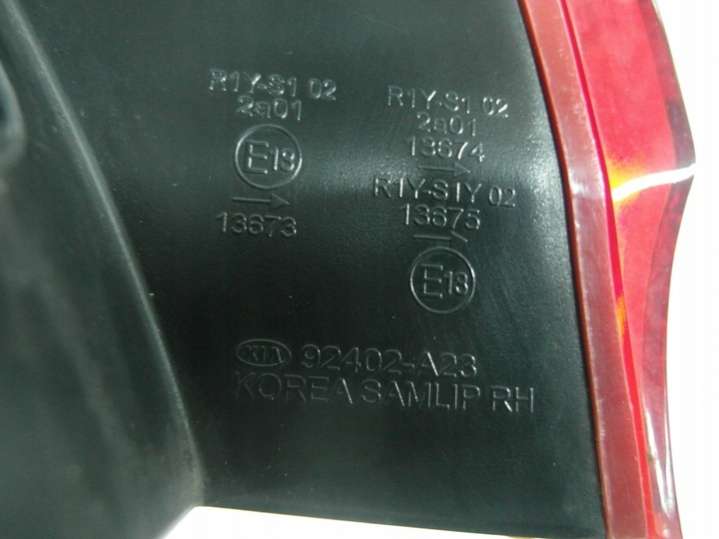 R1Y-S1 02
2a01
E13
13673
R1Y-S1 02
2a01
13674
R1Y-S1Y 02
13675
E13
KIA 92402-A23
KOREA SAMLIP RH